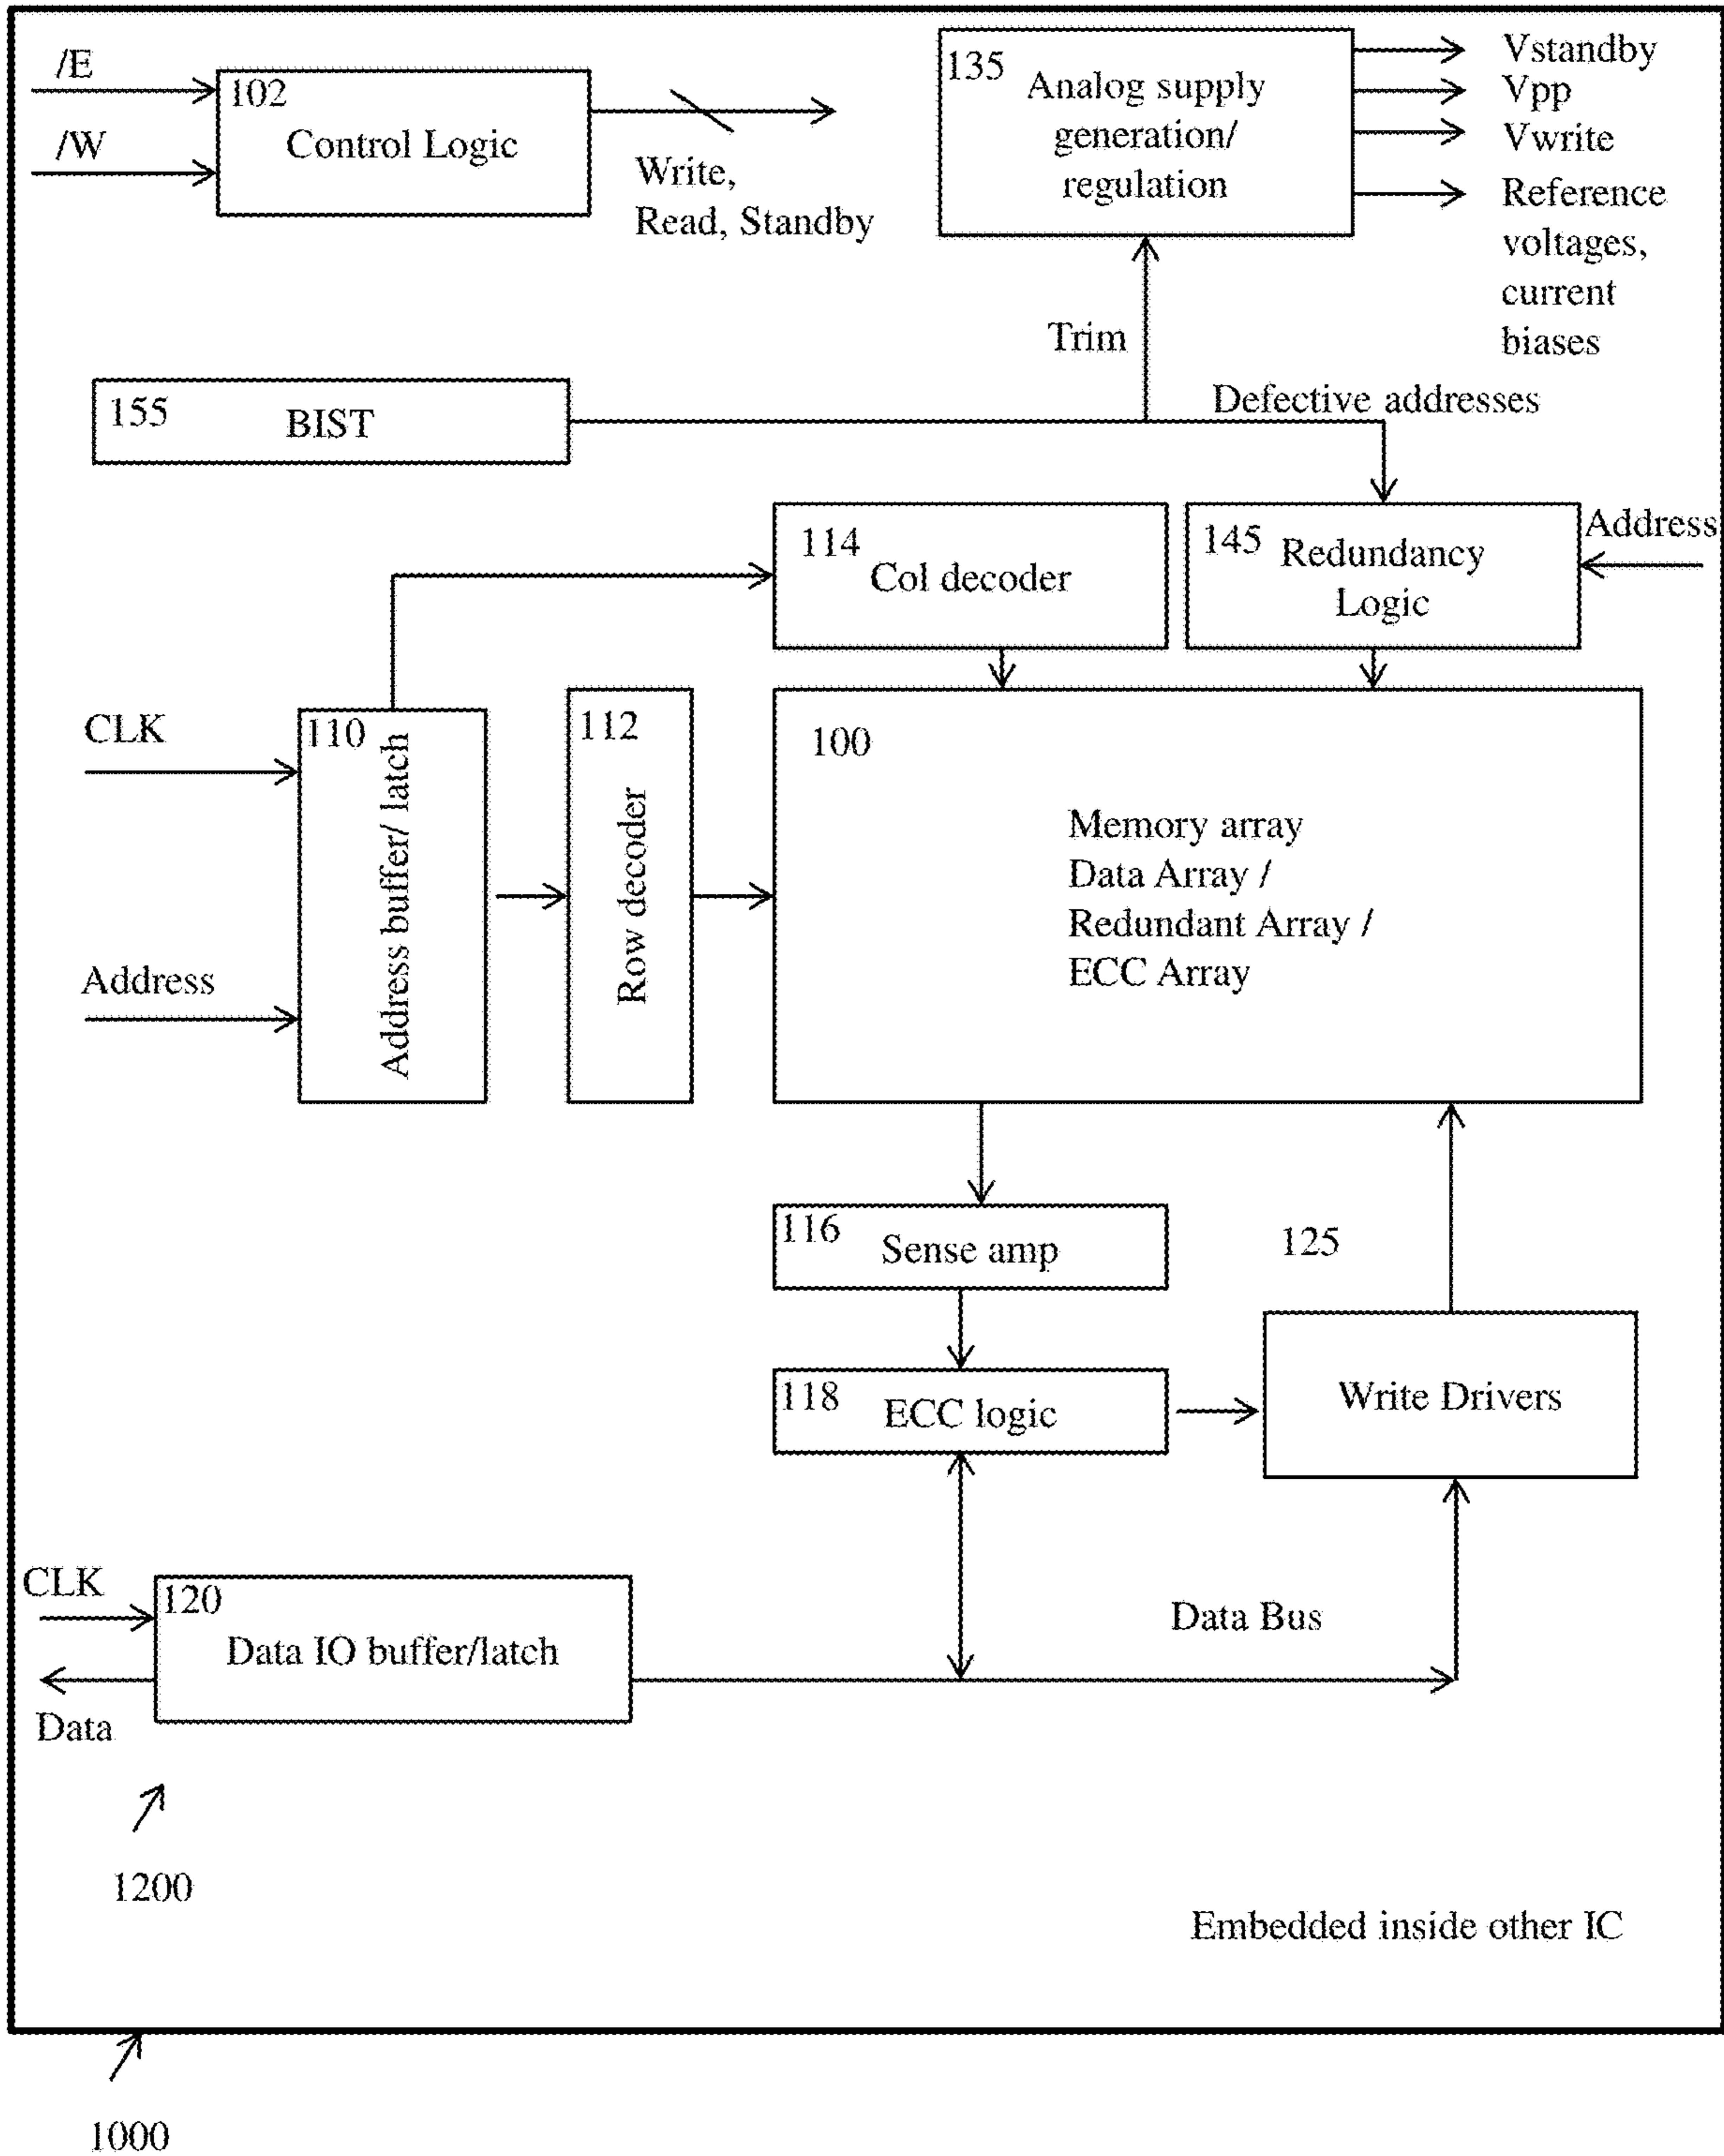 /E
/W
102
Control Logic
Write,
Read, Standby
135
Analog supply
generation/
regulation
Vstandby
Vpp
Vwrite
Reference
voltages,
current
biases
Trim
Defective addresses
155
BIST
114
Col decoder
145
Redundancy
Logic
Address
CLK
Address
110
Address buffer/ latch
112
Row decoder
100
Memory array
Data Array /
Redundant Array /
ECC Array
116
Sense amp
125
118
ECC logic
Write Drivers
CLK
120
Data IO buffer/latch
Data
Data Bus
1200
Embedded inside other IC
1000